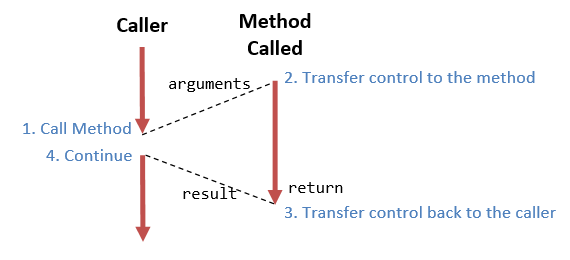 Caller
Method
Called
arguments
2. Transfer control to the method
1. Call Method
4. Continue
result
return
3. Transfer control back to the caller